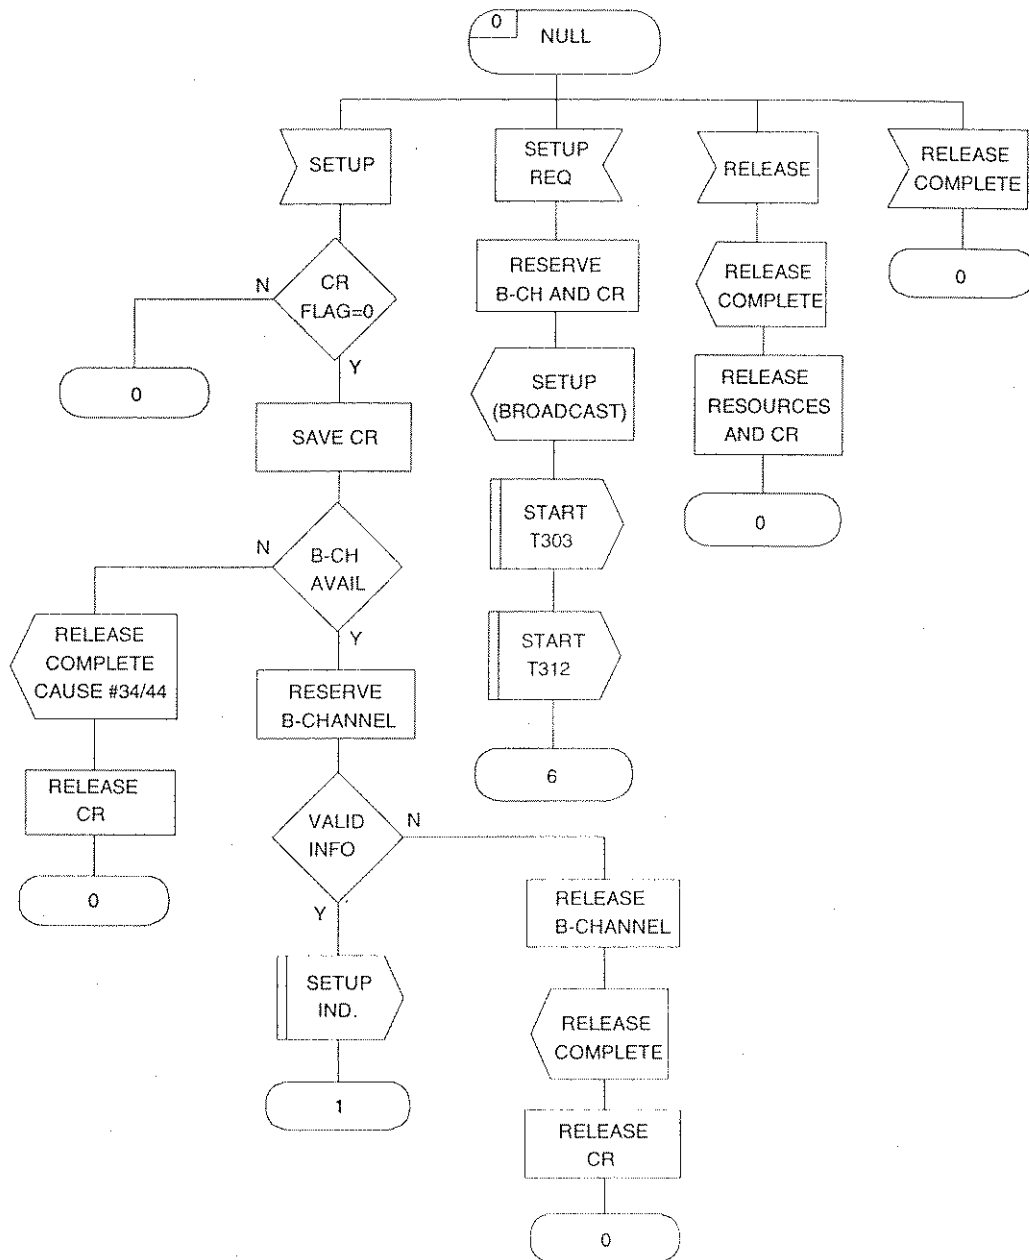 0
NULL
SETUP
SETUP
REQ
RELEASE
RELEASE
COMPLETE
CR
FLAG=0
N
Y
0
RESERVE
B-CH AND CR
RELEASE
COMPLETE
0
SAVE CR
SETUP
(BROADCAST)
RELEASE
RESOURCES
AND CR
0
B-CH
AVAIL
N
Y
START
T303
RELEASE
COMPLETE
CAUSE #34/44
RESERVE
B-CHANNEL
START
T312
6
RELEASE
CR
0
VALID
INFO
N
Y
RELEASE
B-CHANNEL
SETUP
IND.
1
RELEASE
COMPLETE
RELEASE
CR
0